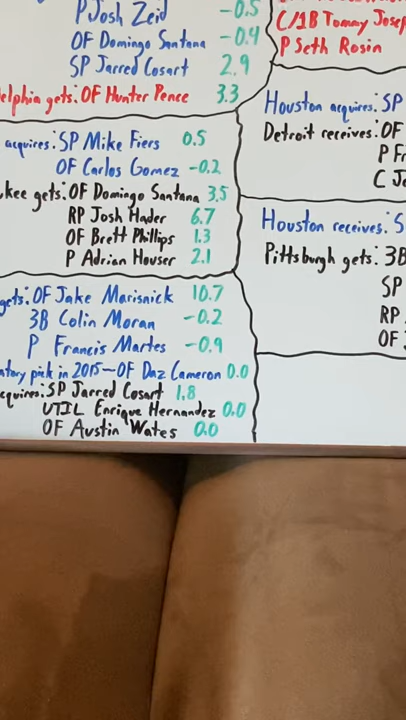 P Josh Zeid -0.5
OF Domingo Santana -0.4
SP Jarred Cosart 2.9
delphia gets: OF Hunter Pence 3.3
acquires: SP Mike Fiers 0.5
OF Carlos Gomez -0.2
kee gets: OF Domingo Santana 3.5
RP Josh Hader 6.7
OF Brett Phillips 1.3
P Adrian Houser 2.1
gets: OF Jake Marisnick 10.7
3B Colin Moran -0.2
P Francis Martes -0.9
atory pick in 2015-OF Daz Cameron 0.0
cquires: SP Jarred Cosart 1.8
UTIL Enrique Hernandez 0.0
OF Austin Wates 0.0
C/1B Tommy Josep
P Seth Rosin
Houston acquires: SP
Detroit receives: OF
P Fr
C Ja
Houston receives: S
Pittsburgh gets: 3B
SP
RP
OF